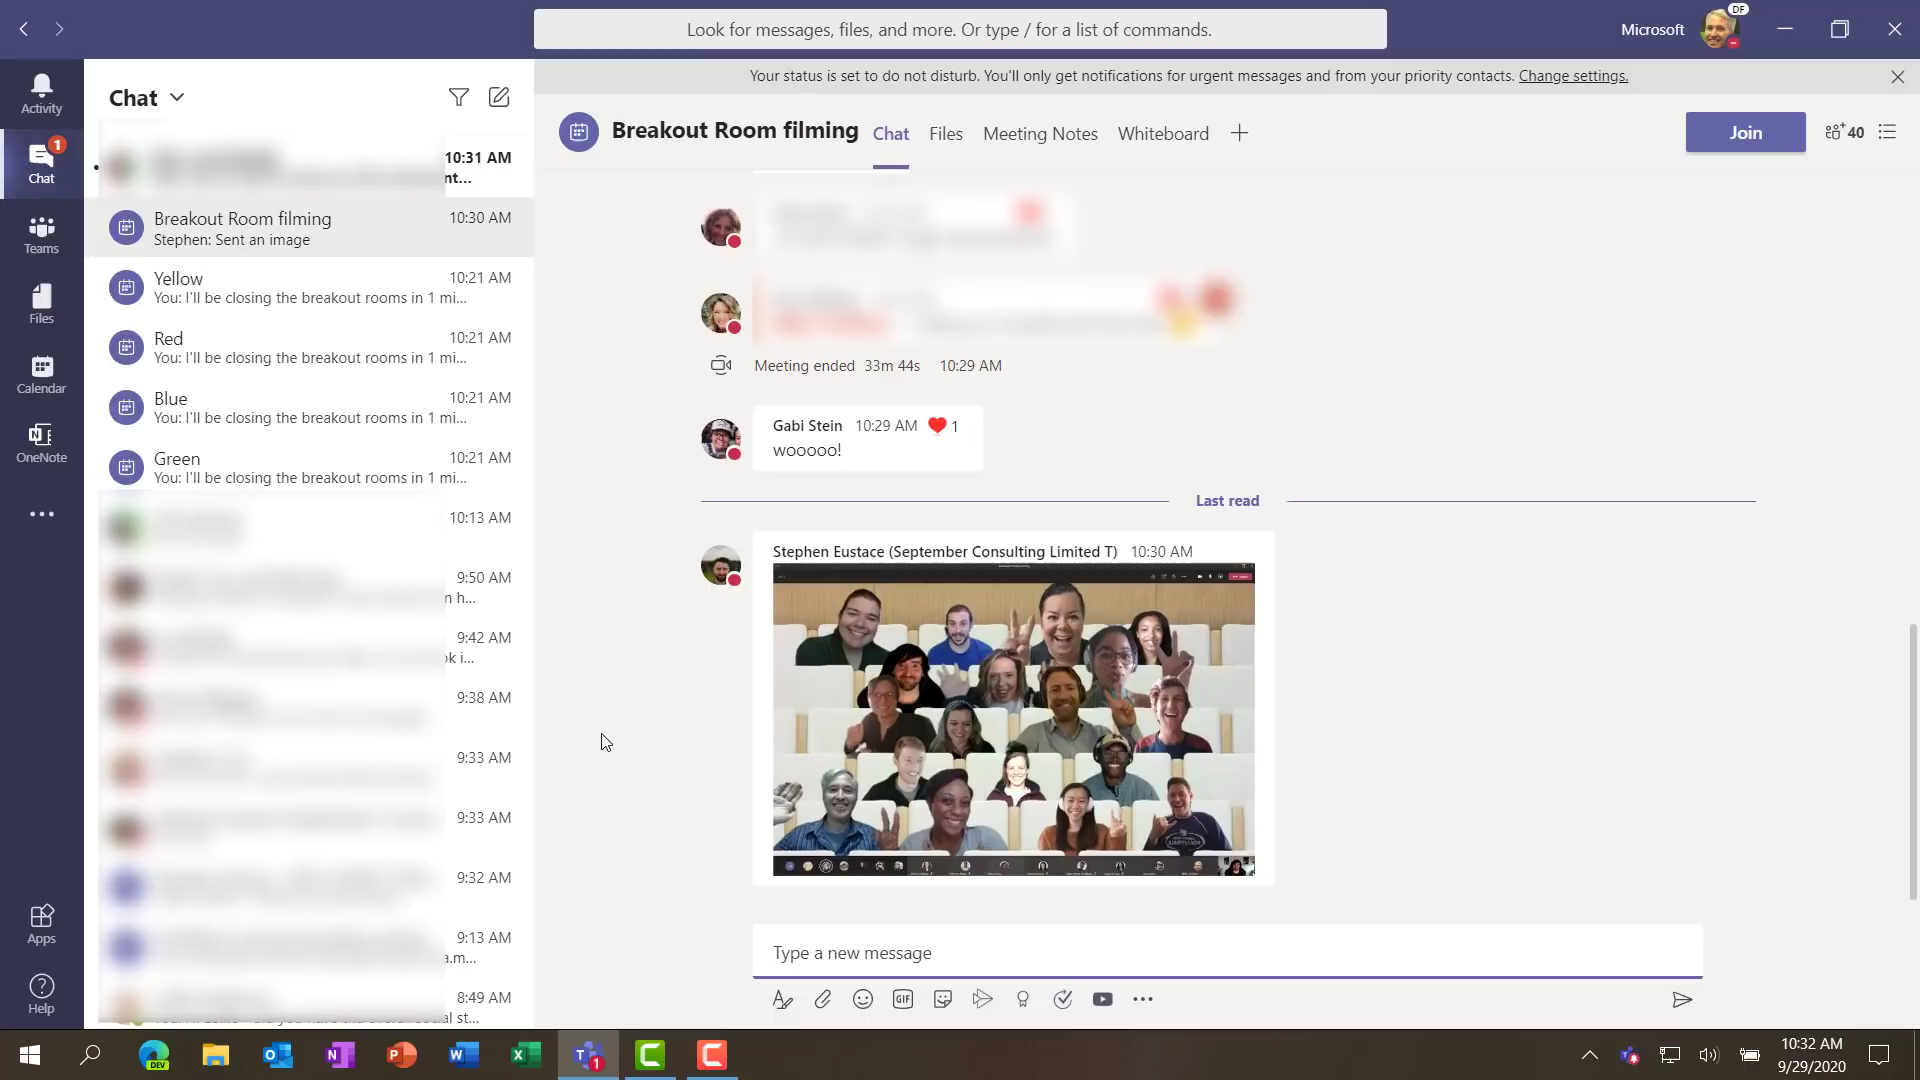 Look for messages, files, and more. Or type / for a list of commands.
Microsoft
DF
Your status is set to do not disturb. You'll only get notifications for urgent messages and from your priority contacts. Change settings.
Activity
1
Chat
Teams
Files
Calendar
OneNote
Apps
Help
Chat
10:31 AM
nt...
Breakout Room filming
10:30 AM
Stephen: Sent an image
Yellow
10:21 AM
You: I'll be closing the breakout rooms in 1 mi...
Red
10:21 AM
You: I'll be closing the breakout rooms in 1 mi...
Blue
10:21 AM
You: I'll be closing the breakout rooms in 1 mi...
Green
10:21 AM
You: I'll be closing the breakout rooms in 1 mi...
10:13 AM
9:50 AM
n h...
9:42 AM
k i...
9:38 AM
9:33 AM
9:33 AM
9:32 AM
9:13 AM
a.m...
8:49 AM
st...
Breakout Room filming
Chat
Files
Meeting Notes
Whiteboard
Join
40
Meeting ended 33m 44s 10:29 AM
Gabi Stein 10:29 AM 1
wooooo!
Last read
Stephen Eustace (September Consulting Limited T) 10:30 AM
Type a new message
GIF
DEV
1
10:32 AM
9/29/2020